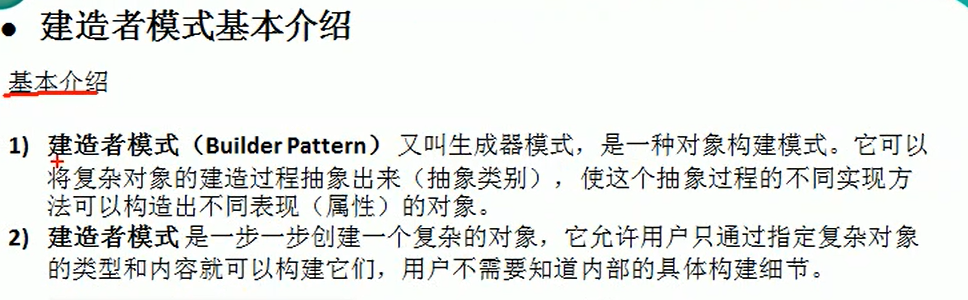 ● 建造者模式基本介绍
基本介绍
1) 建造者模式（Builder Pattern） 又叫生成器模式，是一种对象构建模式。它可以
将复杂对象的建造过程抽象出来（抽象类别），使这个抽象过程的不同实现方
法可以构造出不同表现（属性）的对象。
2) 建造者模式 是一步一步创建一个复杂的对象，它允许用户只通过指定复杂对象
的类型和内容就可以构建它们，用户不需要知道内部的具体构建细节。